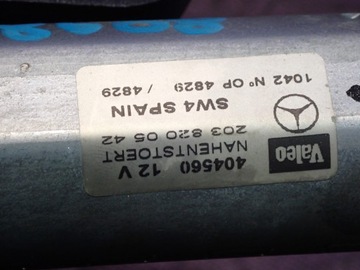 Valeo
404560 12 V
NAHENTSTOERT
203 820 05 42
SW4 SPAIN
1042 Nº OP 4829 / 4829